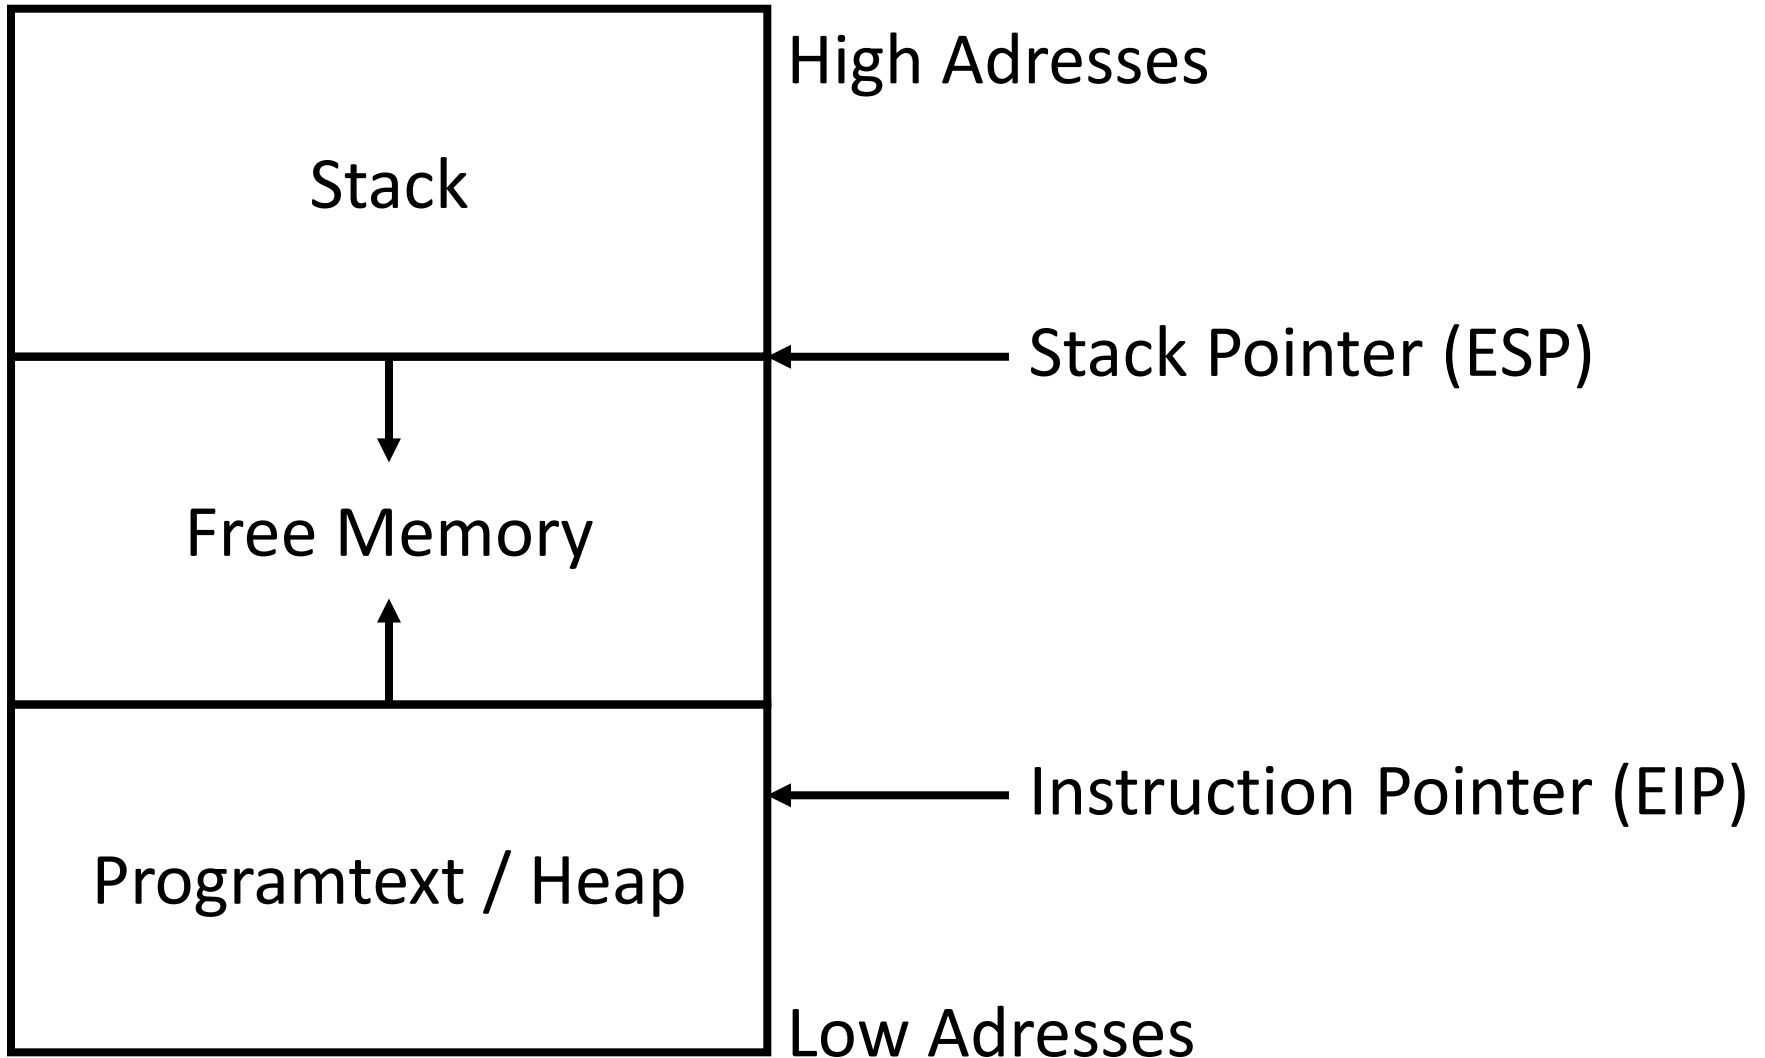 High Adresses
Stack
Stack Pointer (ESP)
Free Memory
Instruction Pointer (EIP)
Programtext / Heap
Low Adresses